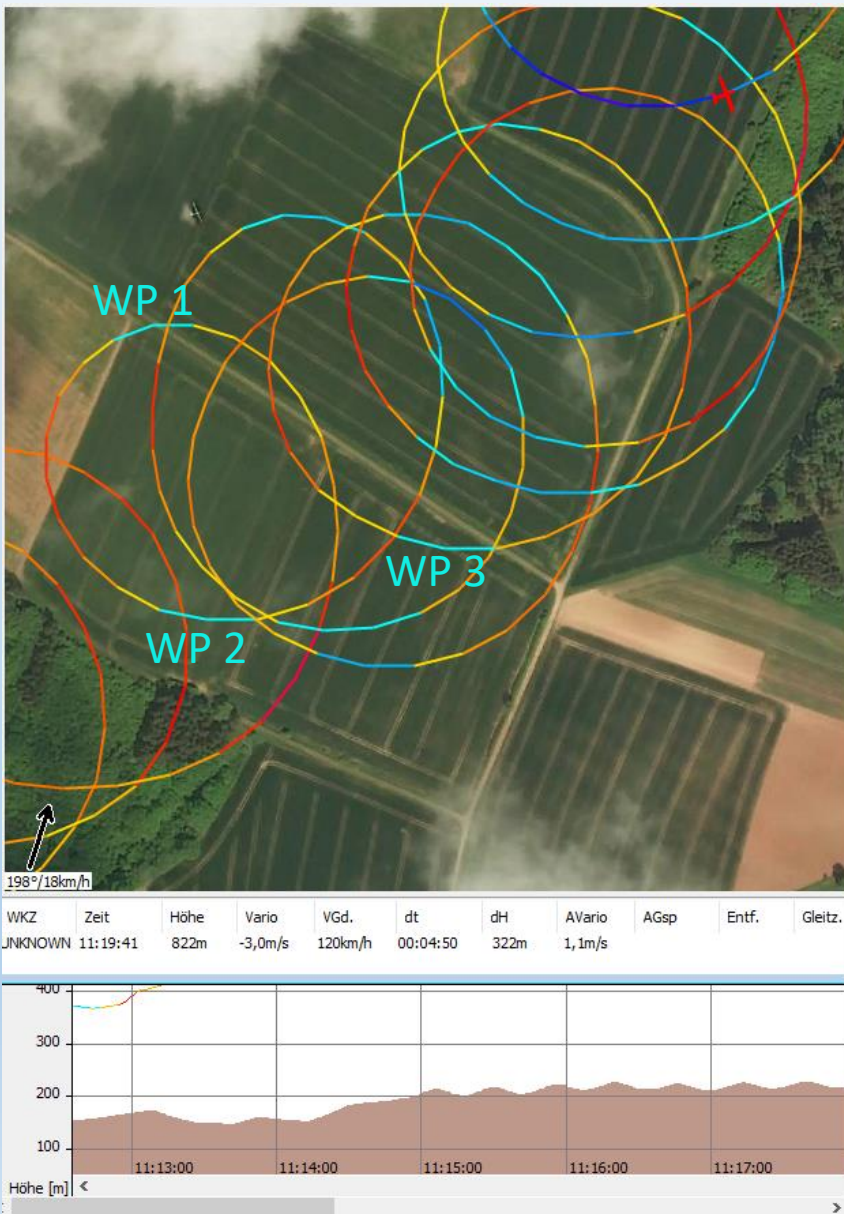 WP 1
WP 3
WP 2
198°/18km/h
WKZ Zeit Höhe Vario VGd. dt dH AVario AGsp Entf. Gleitz.
UNKNOWN 11:19:41 822m -3,0m/s 120km/h 00:04:50 322m 1,1m/s
400
300
200
100
11:13:00 11:14:00 11:15:00 11:16:00 11:17:00
Höhe [m]